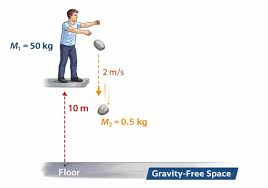 M₁ = 50 kg
2 m/s
10 m
M₂ = 0.5 kg
Floor
Gravity-Free Space